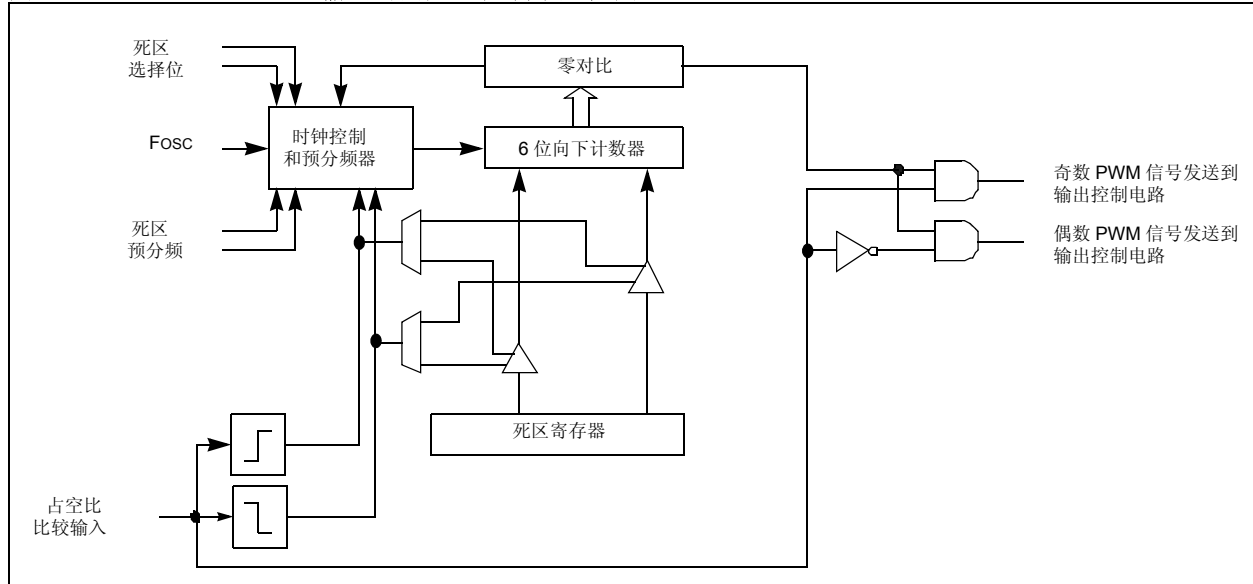 死区
选择位
零对比
时钟控制
和预分频器
FOSC
6 位向下计数器
奇数 PWM 信号发送到
输出控制电路
死区
预分频
偶数 PWM 信号发送到
输出控制电路
死区寄存器
占空比
比较输入